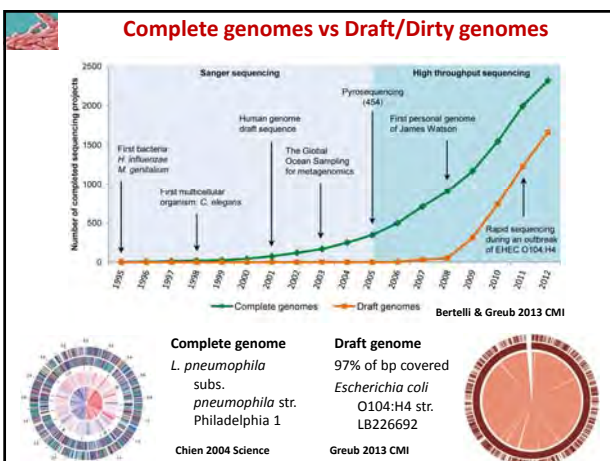 Complete genomes vs Draft/Dirty genomes
Sanger sequencing
High throughput sequencing
Number of completed sequencing projects
2500
2000
1500
1000
500
0
First bacteria:
H. influenzae
M. genitalium
First multicellular
organism: C. elegans
Human genome
draft sequence
The Global
Ocean Sampling
for metagenomics
Pyrosequencing
(454)
First personal genome
of James Watson
Rapid sequencing
during an outbreak
of EHEC O104:H4
1995
1996
1997
1998
1999
2000
2001
2002
2003
2004
2005
2006
2007
2008
2009
2010
2011
2012
Complete genomes
Draft genomes
Bertelli & Greub 2013 CMI
Complete genome
L. pneumophila
subs.
pneumophila str.
Philadelphia 1
Chien 2004 Science
Draft genome
97% of bp covered
Escherichia coli
O104:H4 str.
LB226692
Greub 2013 CMI